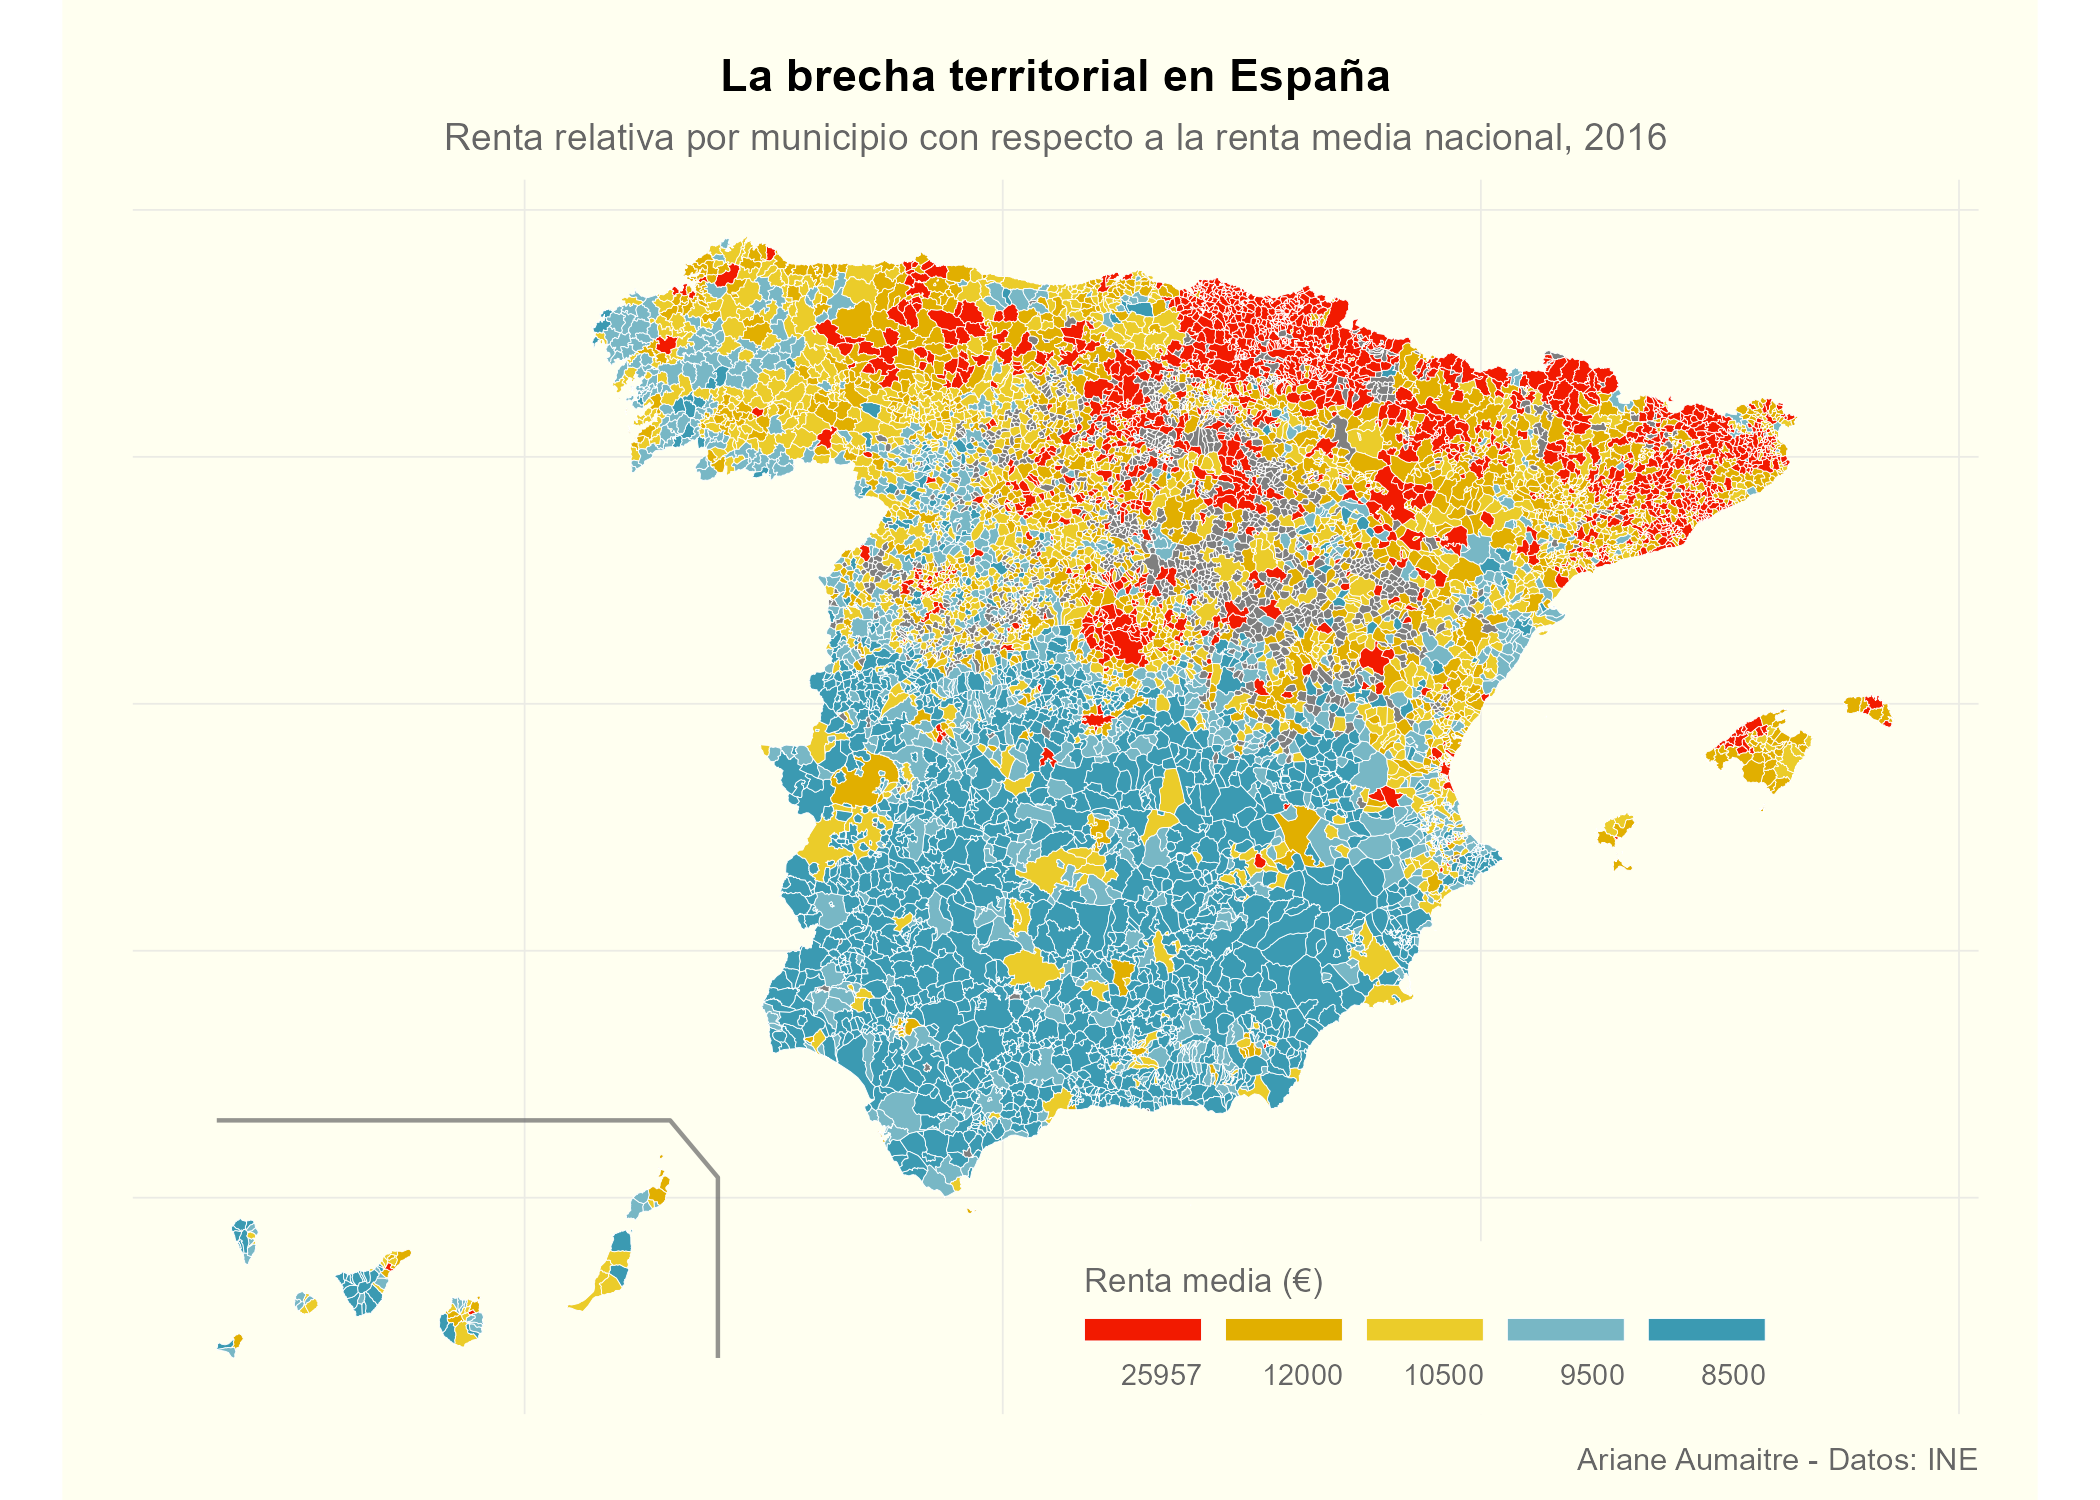 La brecha territorial en España
Renta relativa por municipio con respecto a la renta media nacional, 2016
Renta media (€)
25957 12000 10500 9500 8500
Ariane Aumaitre - Datos: INE